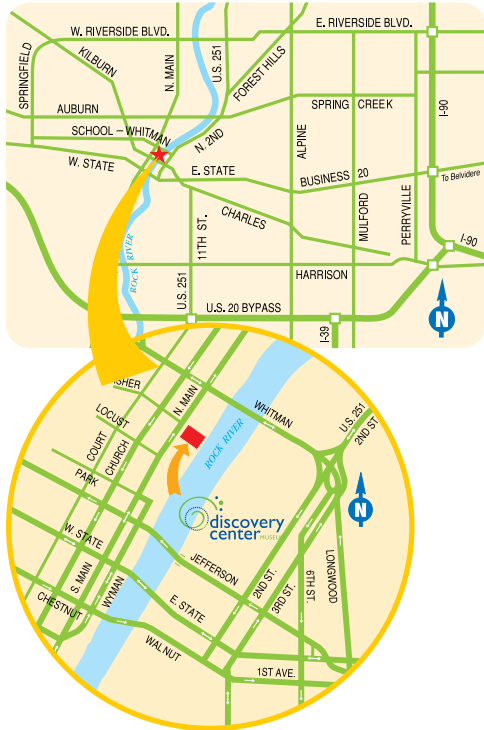 E. RIVERSIDE BLVD.
W. RIVERSIDE BLVD.
KILBURN
SPRINGFIELD
N. MAIN
U.S. 251
FOREST HILLS
AUBURN
SPRING CREEK
I-90
SCHOOL – WHITMAN
N. 2ND
ALPINE
W. STATE
E. STATE
BUSINESS 20
To Belvidere
CHARLES
MULFORD
PERRYVILLE
11TH ST.
I-90
ROCK RIVER
HARRISON
U.S. 251
U.S. 20 BYPASS
I-39
N
SHER
N. MAIN
WHITMAN
LOCUST
U.S. 251
2ND ST.
COURT
CHURCH
ROCK RIVER
PARK
N
discovery
center MUSEUM
W. STATE
JEFFERSON
S. MAIN
WYMAN
2ND ST.
3RD ST.
6TH ST.
LONGWOOD
CHESTNUT
E. STATE
WALNUT
1ST AVE.